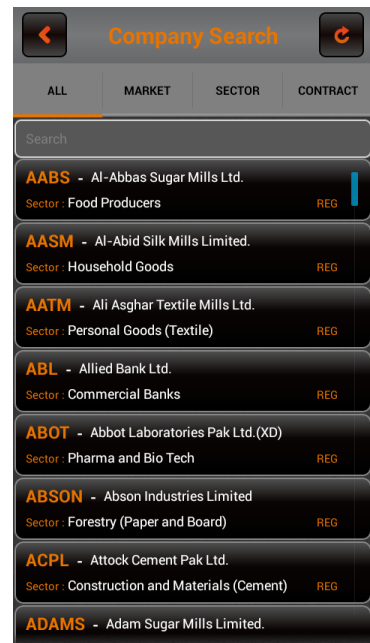 Company Search
ALL MARKET SECTOR CONTRACT
Search
AABS - Al-Abbas Sugar Mills Ltd.
Sector : Food Producers REG
AASM - Al-Abid Silk Mills Limited.
Sector : Household Goods REG
AATM - Ali Asghar Textile Mills Ltd.
Sector : Personal Goods (Textile) REG
ABL - Allied Bank Ltd.
Sector : Commercial Banks REG
ABOT - Abbot Laboratories Pak Ltd.(XD)
Sector : Pharma and Bio Tech REG
ABSON - Abson Industries Limited
Sector : Forestry (Paper and Board) REG
ACPL - Attock Cement Pak Ltd.
Sector : Construction and Materials (Cement) REG
ADAMS - Adam Sugar Mills Limited.